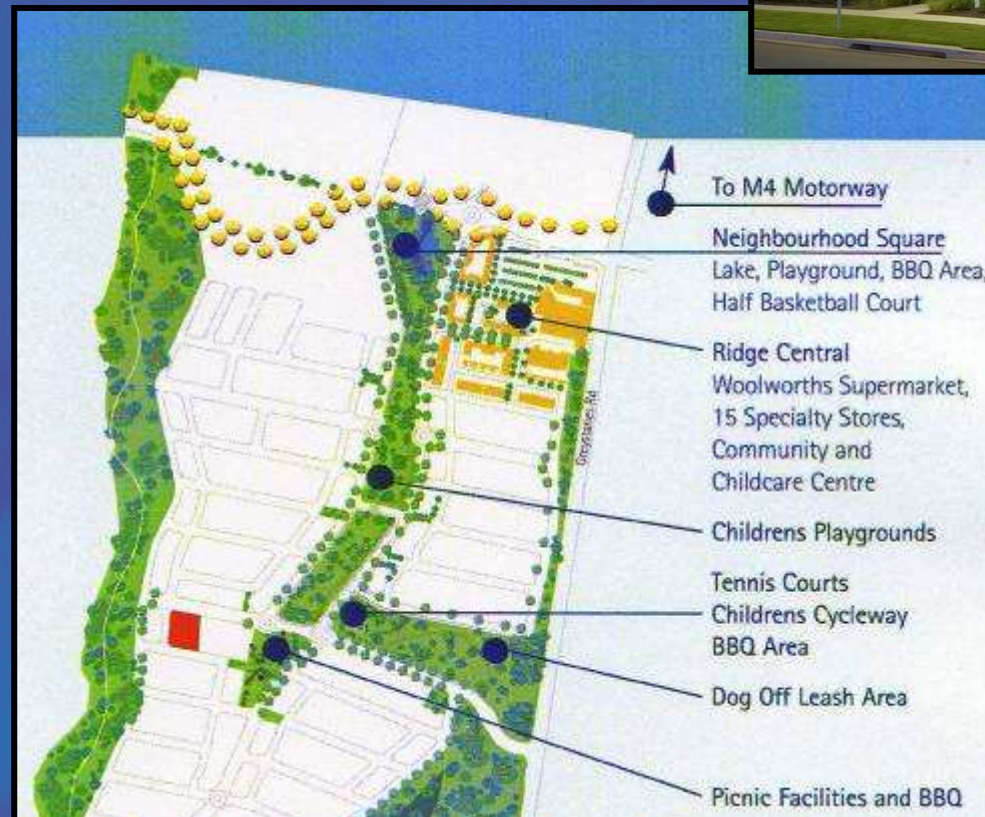 To M4 Motorway
Neighbourhood Square
Lake, Playground, BBQ Area,
Half Basketball Court
Ridge Central
Woolworths Supermarket,
15 Specialty Stores,
Community and
Childcare Centre
Greystanes Rd
Childrens Playgrounds
Tennis Courts
Childrens Cycleway
BBQ Area
Dog Off Leash Area
Picnic Facilities and BBQ